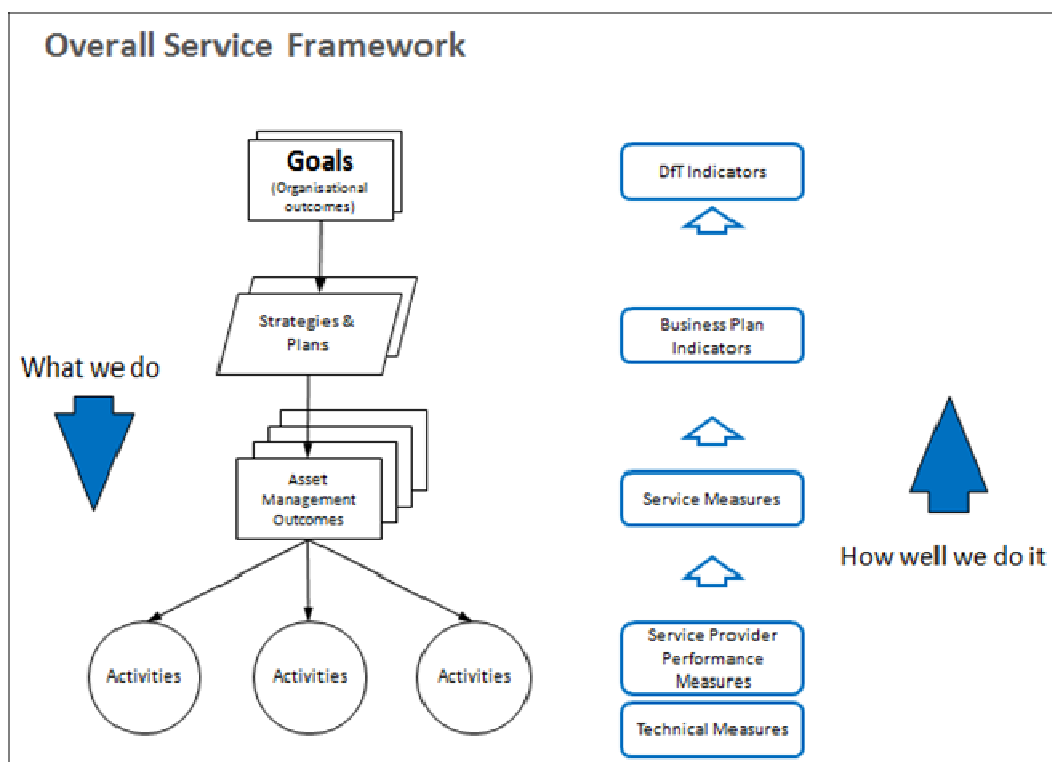 Overall Service Framework
Goals
(Organisational
outcomes)
DfT Indicators
Strategies &
Plans
Business Plan
Indicators
What we do
Asset
Management
Outcomes
Service Measures
How well we do it
Activities
Activities
Activities
Service Provider
Performance
Measures
Technical Measures